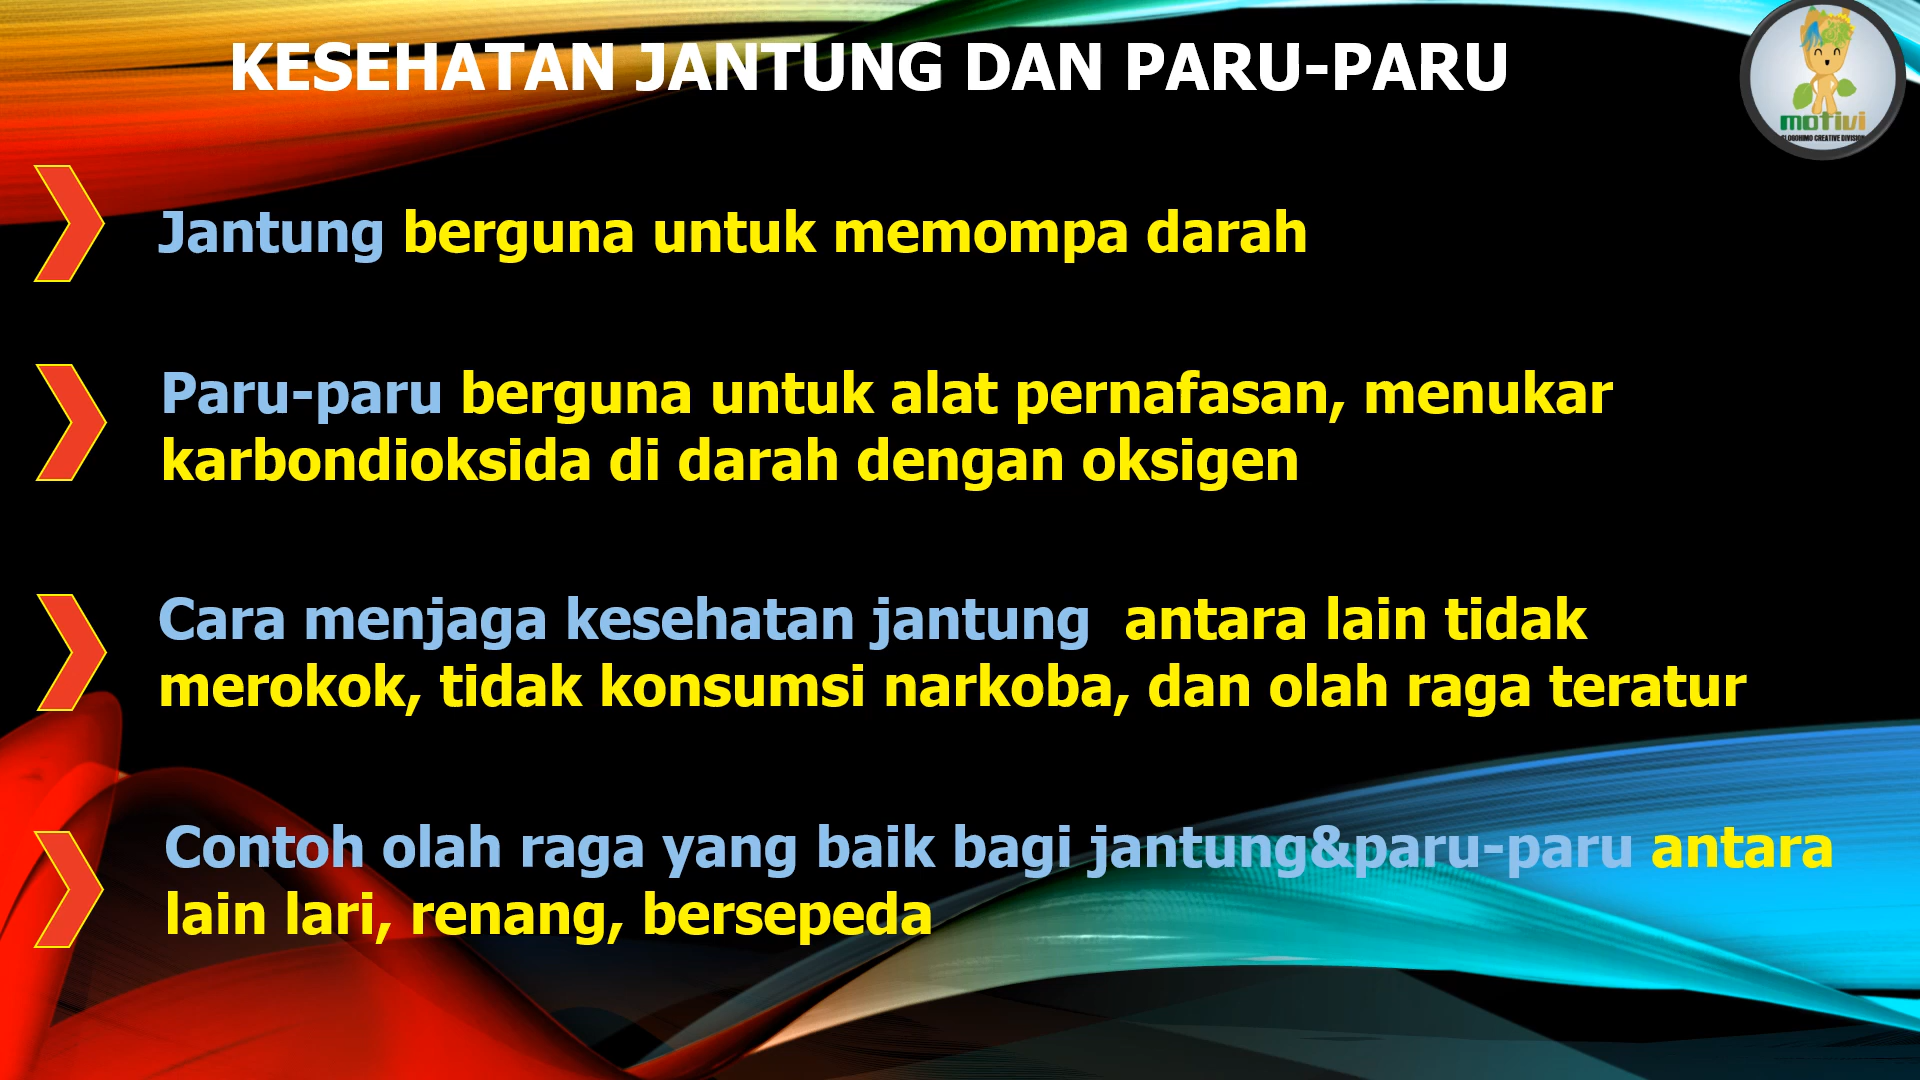 KESEHATAN JANTUNG DAN PARU-PARU
motivi
CREATIVE DIVISION
Jantung berguna untuk memompa darah
Paru-paru berguna untuk alat pernafasan, menukar
karbondioksida di darah dengan oksigen
Cara menjaga kesehatan jantung antara lain tidak
merokok, tidak konsumsi narkoba, dan olah raga teratur
Contoh olah raga yang baik bagi jantung&paru-paru antara
lain lari, renang, bersepeda